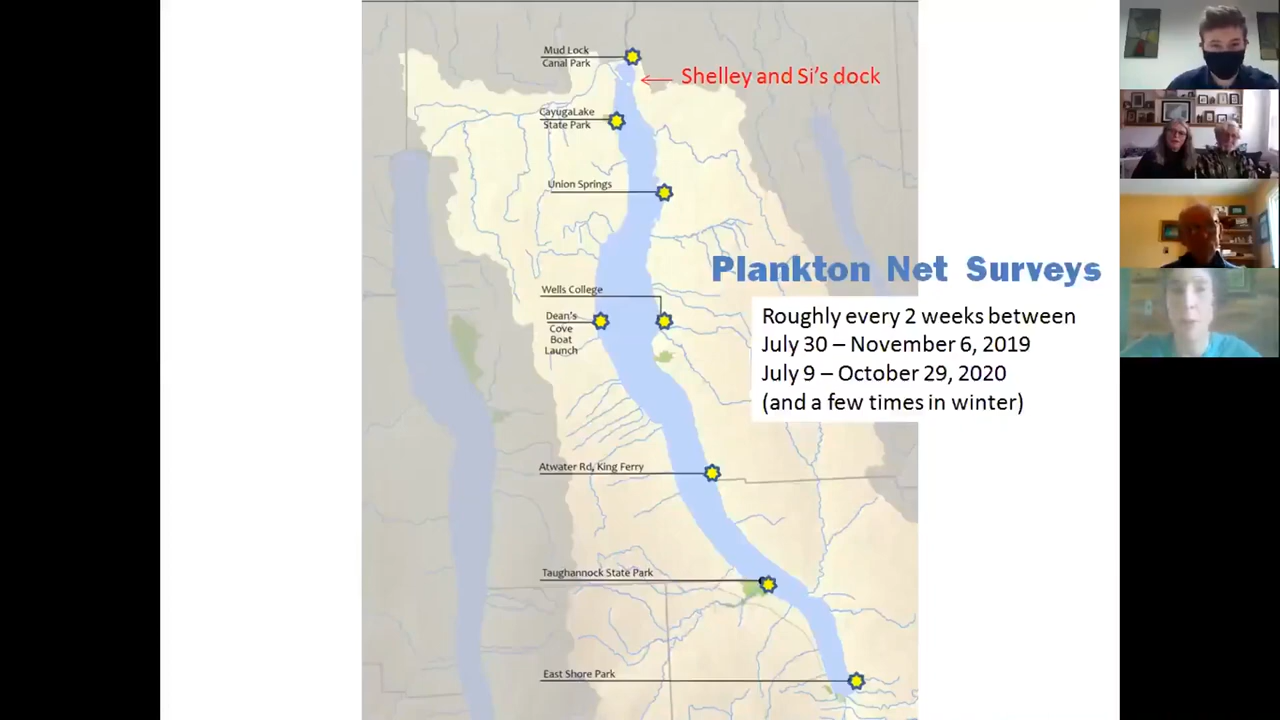 Mud Lock
Canal Park
Shelley and Si's dock
CayugaLake
State Park
Union Springs
Plankton Net Surveys
Wells College
Roughly every 2 weeks between
July 30 – November 6, 2019
July 9 – October 29, 2020
(and a few times in winter)
Dean's
Cove
Boat
Launch
Atwater Rd, King Ferry
Taughannock State Park
East Shore Park